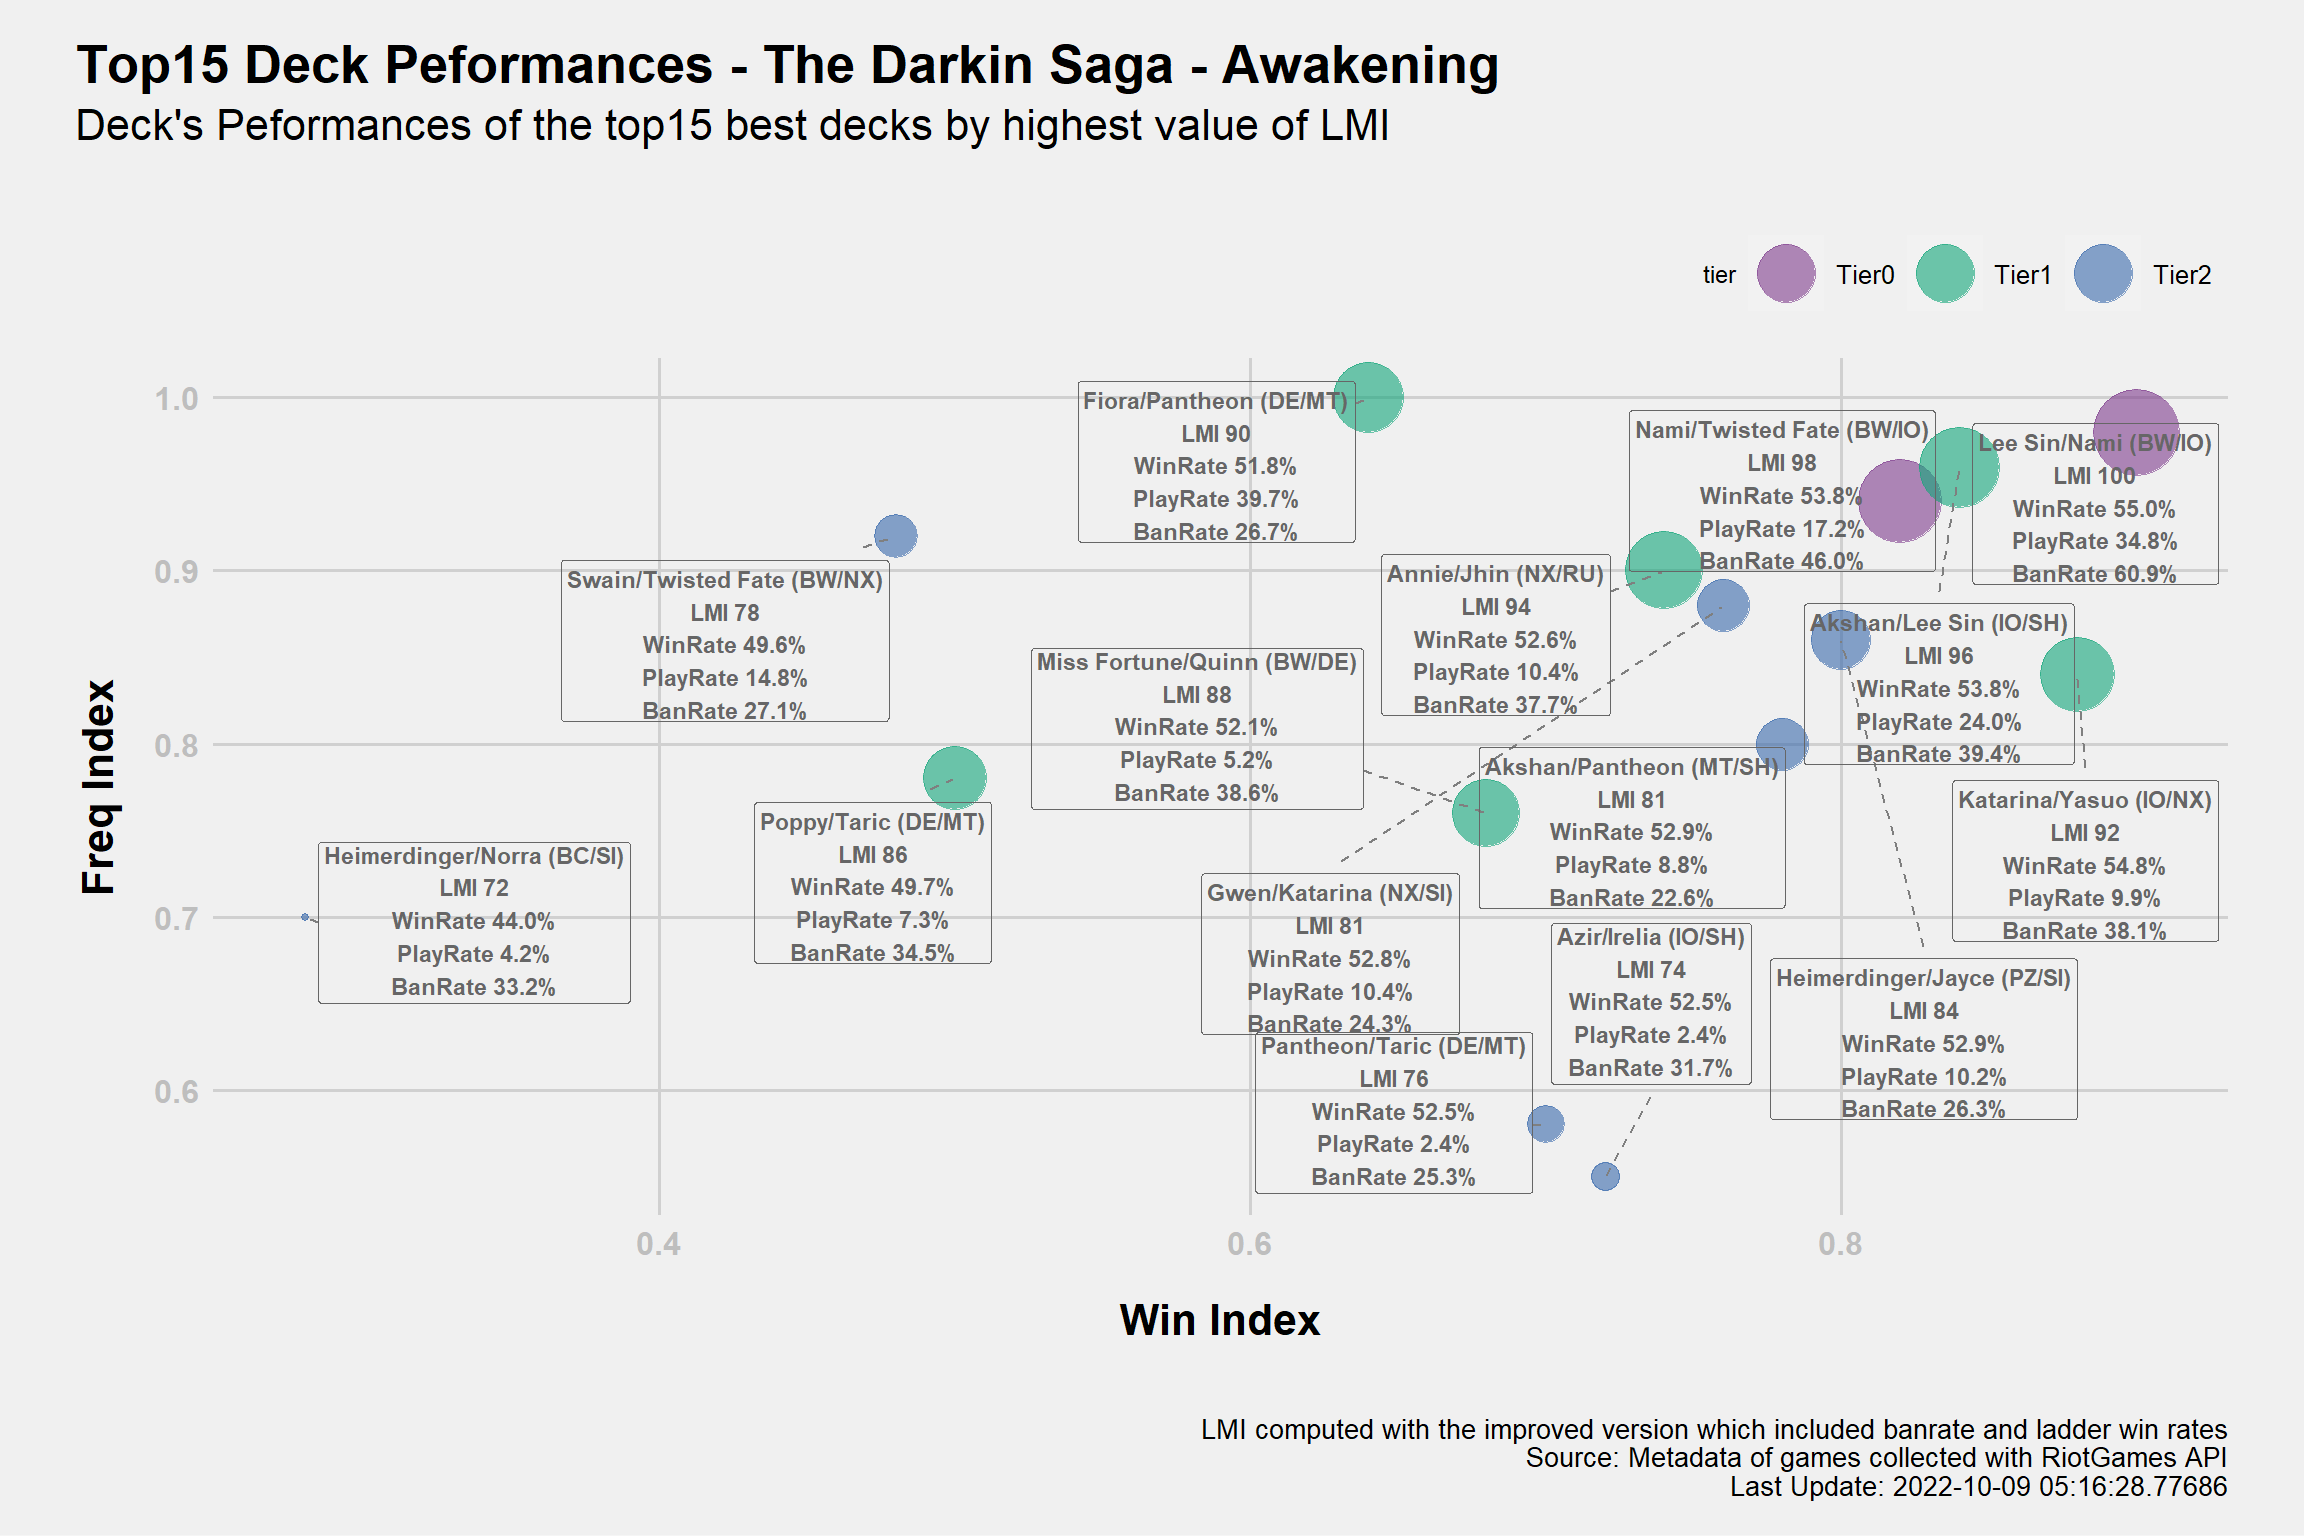 Top15 Deck Peformances - The Darkin Saga - Awakening
Deck's Peformances of the top15 best decks by highest value of LMI
tier
Tier0
Tier1
Tier2
Freq Index
1.0
0.9
0.8
0.7
0.6
Fiora/Pantheon (DE/MT)
LMI 90
WinRate 51.8%
PlayRate 39.7%
BanRate 26.7%
Nami/Twisted Fate (BW/IO)
LMI 98
WinRate 53.8%
PlayRate 17.2%
BanRate 46.0%
Lee Sin/Nami (BW/IO)
LMI 100
WinRate 55.0%
PlayRate 34.8%
BanRate 60.9%
Swain/Twisted Fate (BW/NX)
LMI 78
WinRate 49.6%
PlayRate 14.8%
BanRate 27.1%
Annie/Jhin (NX/RU)
LMI 94
WinRate 52.6%
PlayRate 10.4%
BanRate 37.7%
Akshan/Lee Sin (IO/SH)
LMI 96
WinRate 53.8%
PlayRate 24.0%
BanRate 39.4%
Miss Fortune/Quinn (BW/DE)
LMI 88
WinRate 52.1%
PlayRate 5.2%
BanRate 38.6%
Akshan/Pantheon (MT/SH)
LMI 81
WinRate 52.9%
PlayRate 8.8%
BanRate 22.6%
Katarina/Yasuo (IO/NX)
LMI 92
WinRate 54.8%
PlayRate 9.9%
BanRate 38.1%
Poppy/Taric (DE/MT)
LMI 86
WinRate 49.7%
PlayRate 7.3%
BanRate 34.5%
Heimerdinger/Norra (BC/SI)
LMI 72
WinRate 44.0%
PlayRate 4.2%
BanRate 33.2%
Gwen/Katarina (NX/SI)
LMI 81
WinRate 52.8%
PlayRate 10.4%
BanRate 24.3%
Azir/Irelia (IO/SH)
LMI 74
WinRate 52.5%
PlayRate 2.4%
BanRate 31.7%
Heimerdinger/Jayce (PZ/SI)
LMI 84
WinRate 52.9%
PlayRate 10.2%
BanRate 26.3%
Pantheon/Taric (DE/MT)
LMI 76
WinRate 52.5%
PlayRate 2.4%
BanRate 25.3%
0.4
0.6
0.8
Win Index
LMI computed with the improved version which included banrate and ladder win rates
Source: Metadata of games collected with RiotGames API
Last Update: 2022-10-09 05:16:28.77686